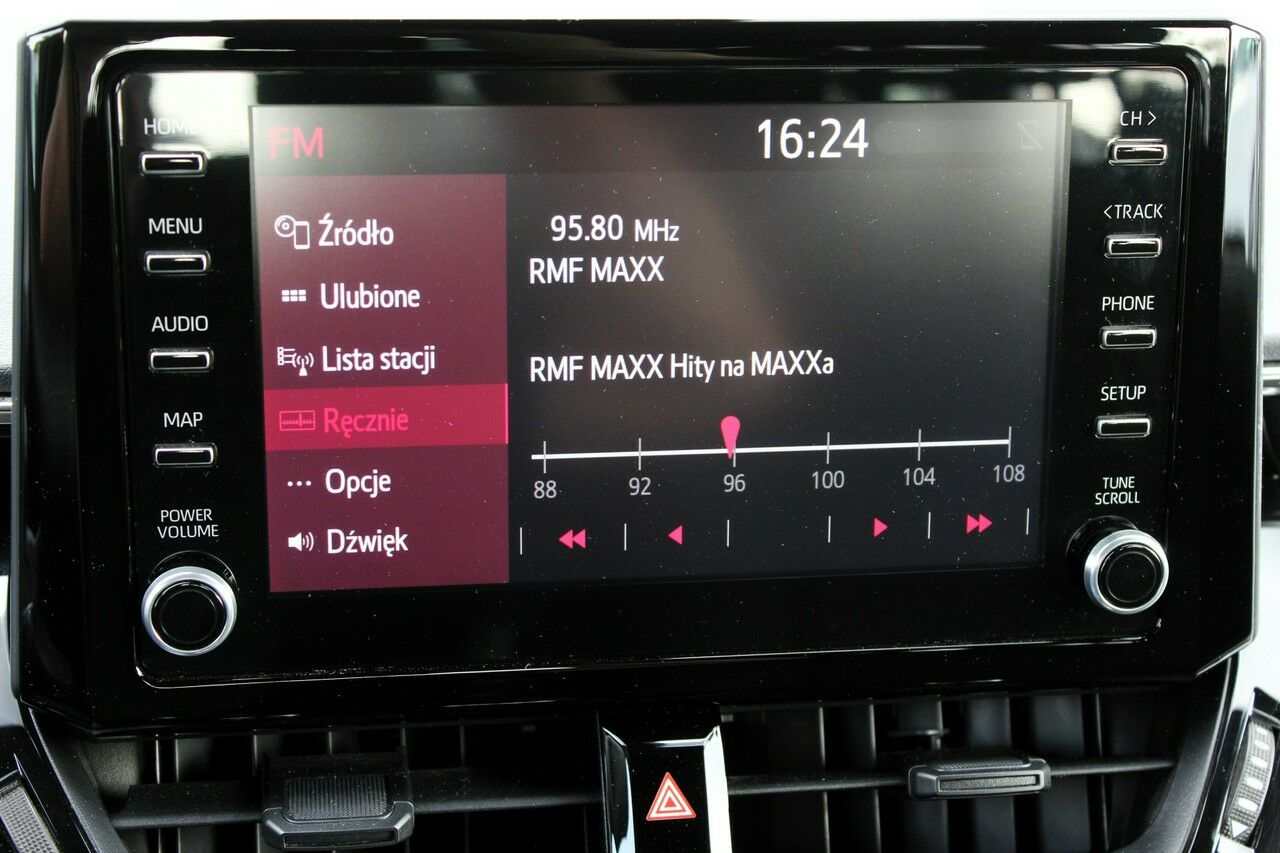 HOME
MENU
AUDIO
MAP
POWER
VOLUME
FM
16:24
Źródło
Ulubione
Lista stacji
Ręcznie
Opcje
Dźwięk
95.80 MHz
RMF MAXX
RMF MAXX Hity na MAXXa
88 92 96 100 104 108
CH >
< TRACK
PHONE
SETUP
TUNE
SCROLL